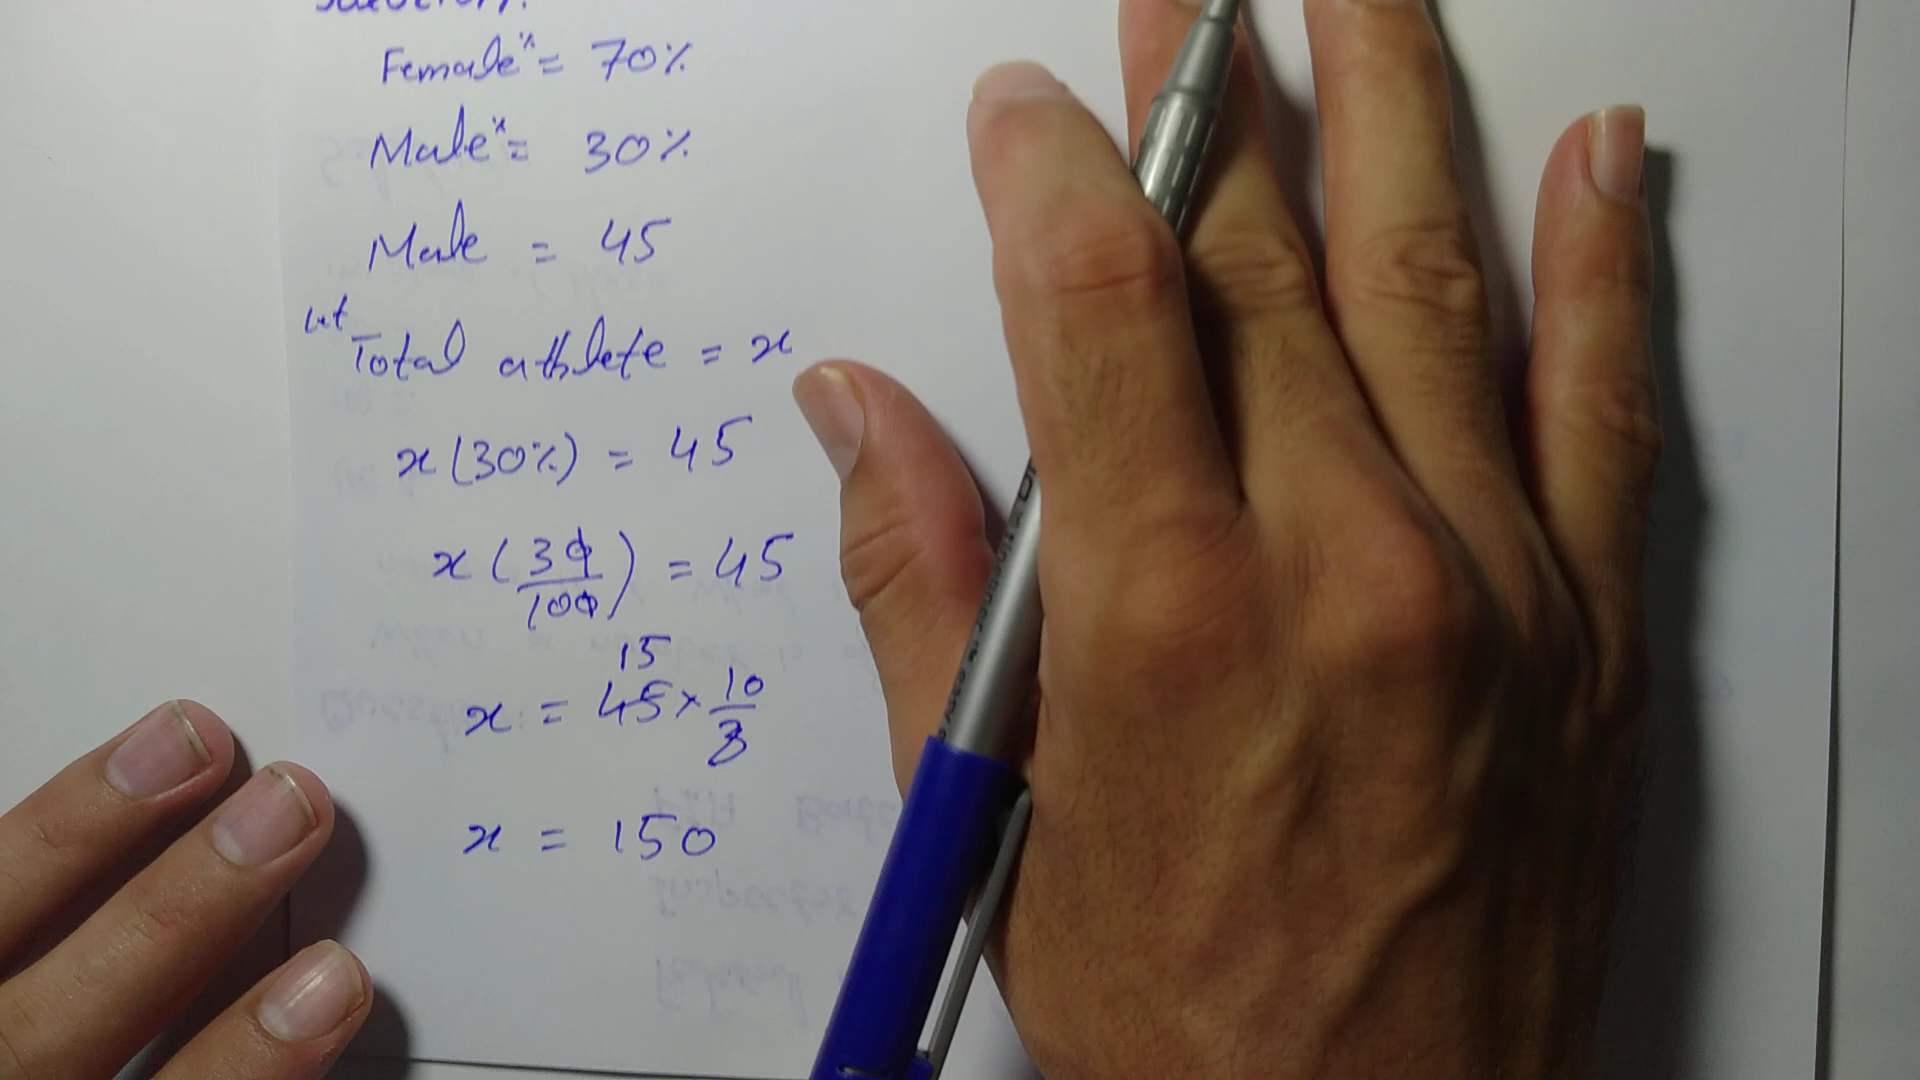 Female % = 70%
Male % = 30%
Male = 45
let Total athlete = x
x (30%) = 45
x (30/100) = 45
15
x = 45 × 10/3
x = 150